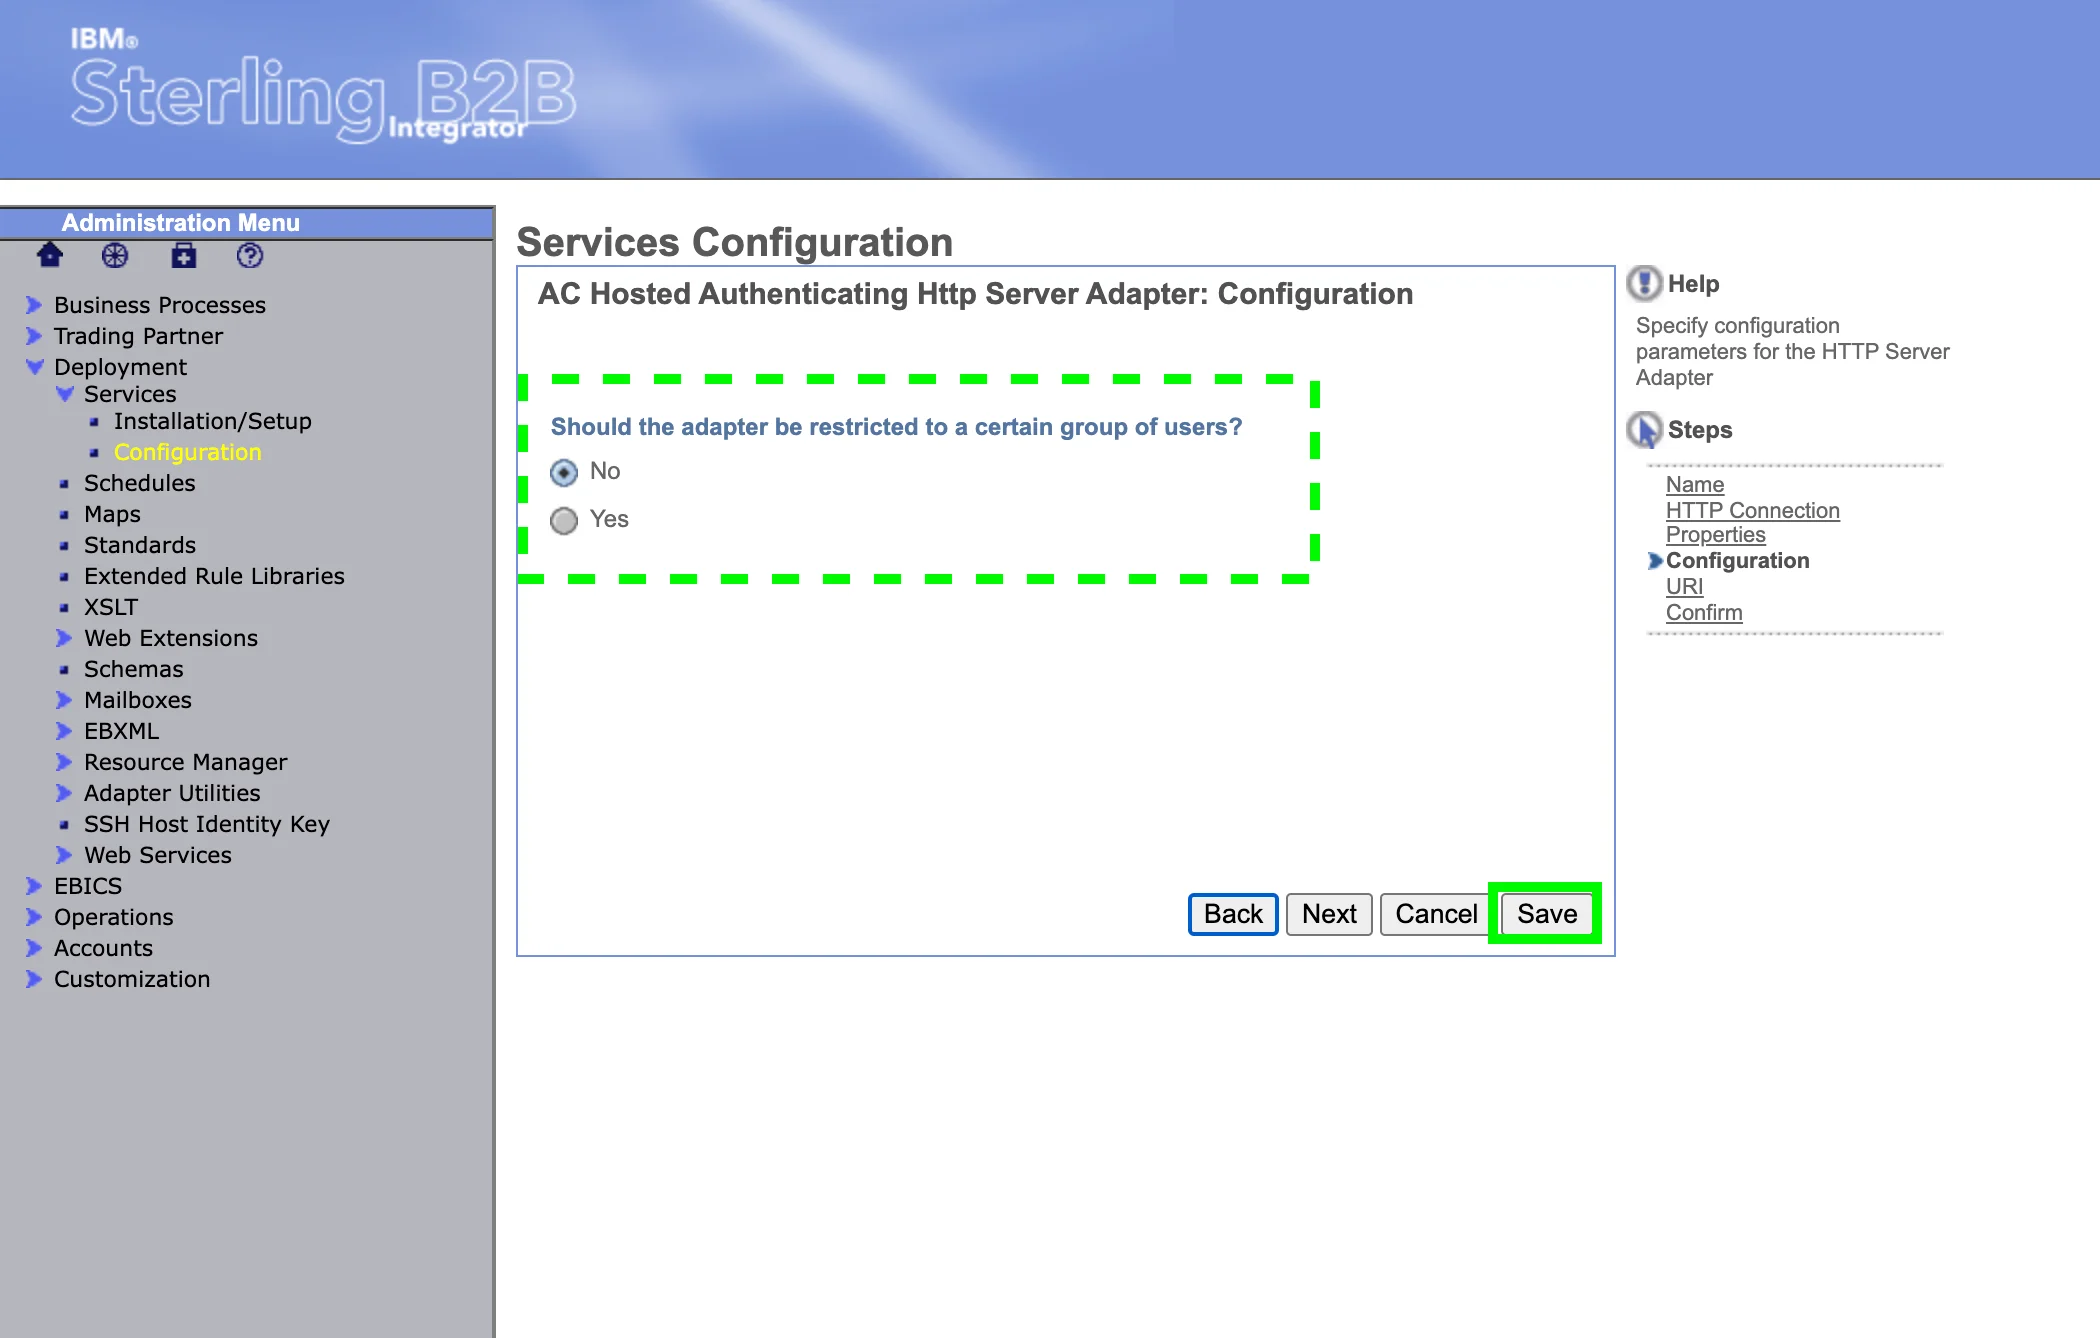 IBM®
Sterling B2B
Integrator
Administration Menu
Business Processes
Trading Partner
Deployment
Services
Installation/Setup
Configuration
Schedules
Maps
Standards
Extended Rule Libraries
XSLT
Web Extensions
Schemas
Mailboxes
EBXML
Resource Manager
Adapter Utilities
SSH Host Identity Key
Web Services
EBICS
Operations
Accounts
Customization
Services Configuration
AC Hosted Authenticating Http Server Adapter: Configuration
Should the adapter be restricted to a certain group of users?
No
Yes
Back
Next
Cancel
Save
Help
Specify configuration
parameters for the HTTP Server
Adapter
Steps
Name
HTTP Connection
Properties
Configuration
URI
Confirm